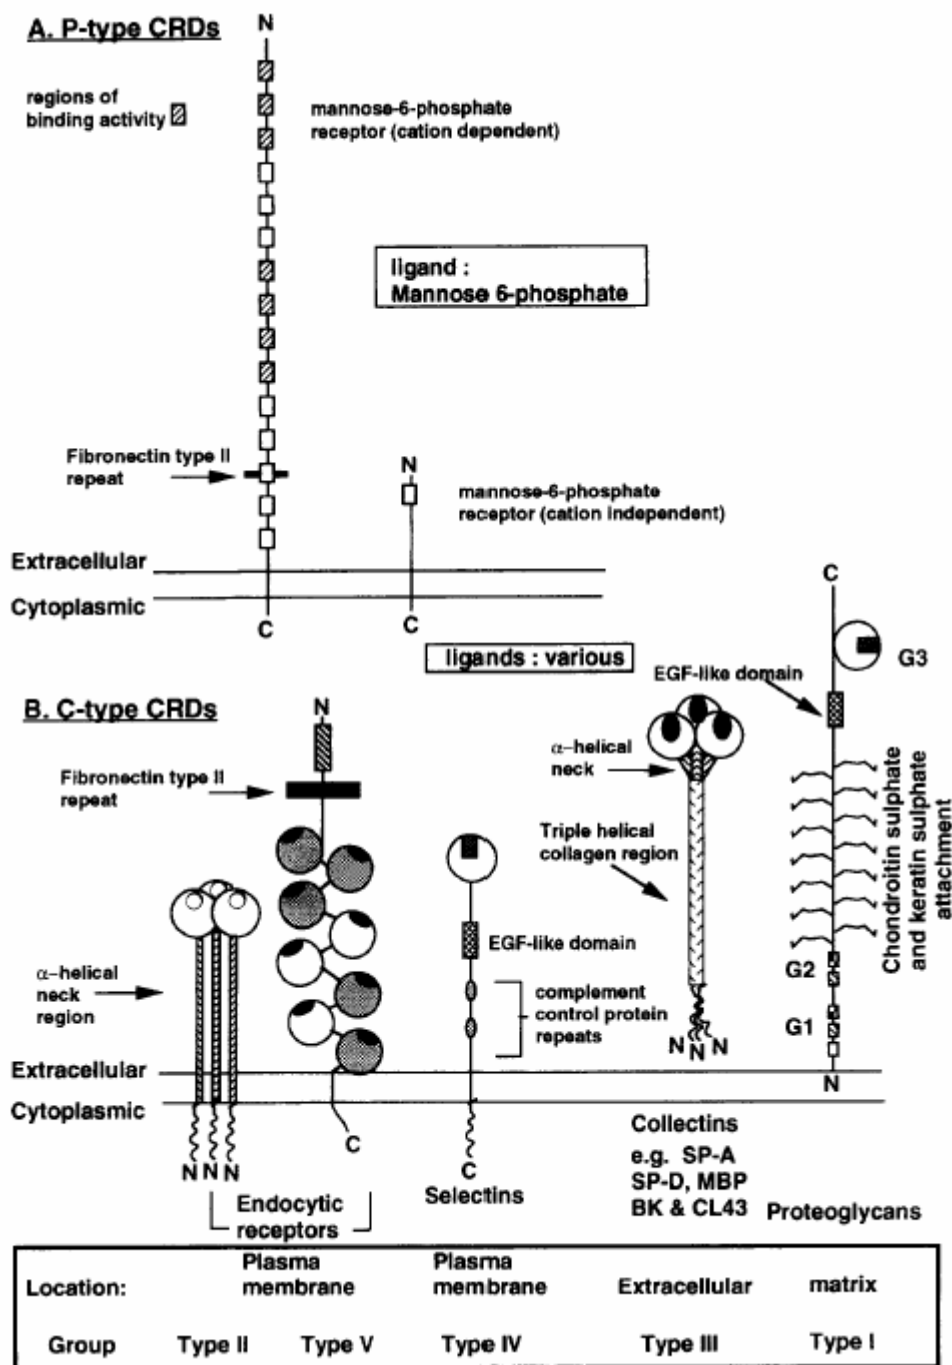 A. P-type CRDs
N
regions of
binding activity
mannose-6-phosphate
receptor (cation dependent)
ligand :
Mannose 6-phosphate
Fibronectin type II
repeat
N
mannose-6-phosphate
receptor (cation independent)
Extracellular
Cytoplasmic
C
C
ligands : various
B. C-type CRDs
N
Fibronectin type II
repeat
α-helical
neck
region
EGF-like domain
complement
control protein
repeats
α-helical
neck
Triple helical
collagen region
EGF-like domain
C
G3
Chondroitin sulphate
and keratin sulphate
attachment
G2
G1
N N N
N
Extracellular
Cytoplasmic
N N N
C
C
Endocytic
receptors
Selectins
Collectins
e.g. SP-A
SP-D, MBP
BK & CL43
Proteoglycans
Location: Plasma membrane Plasma membrane Extracellular matrix
Group Type II Type V Type IV Type III Type I